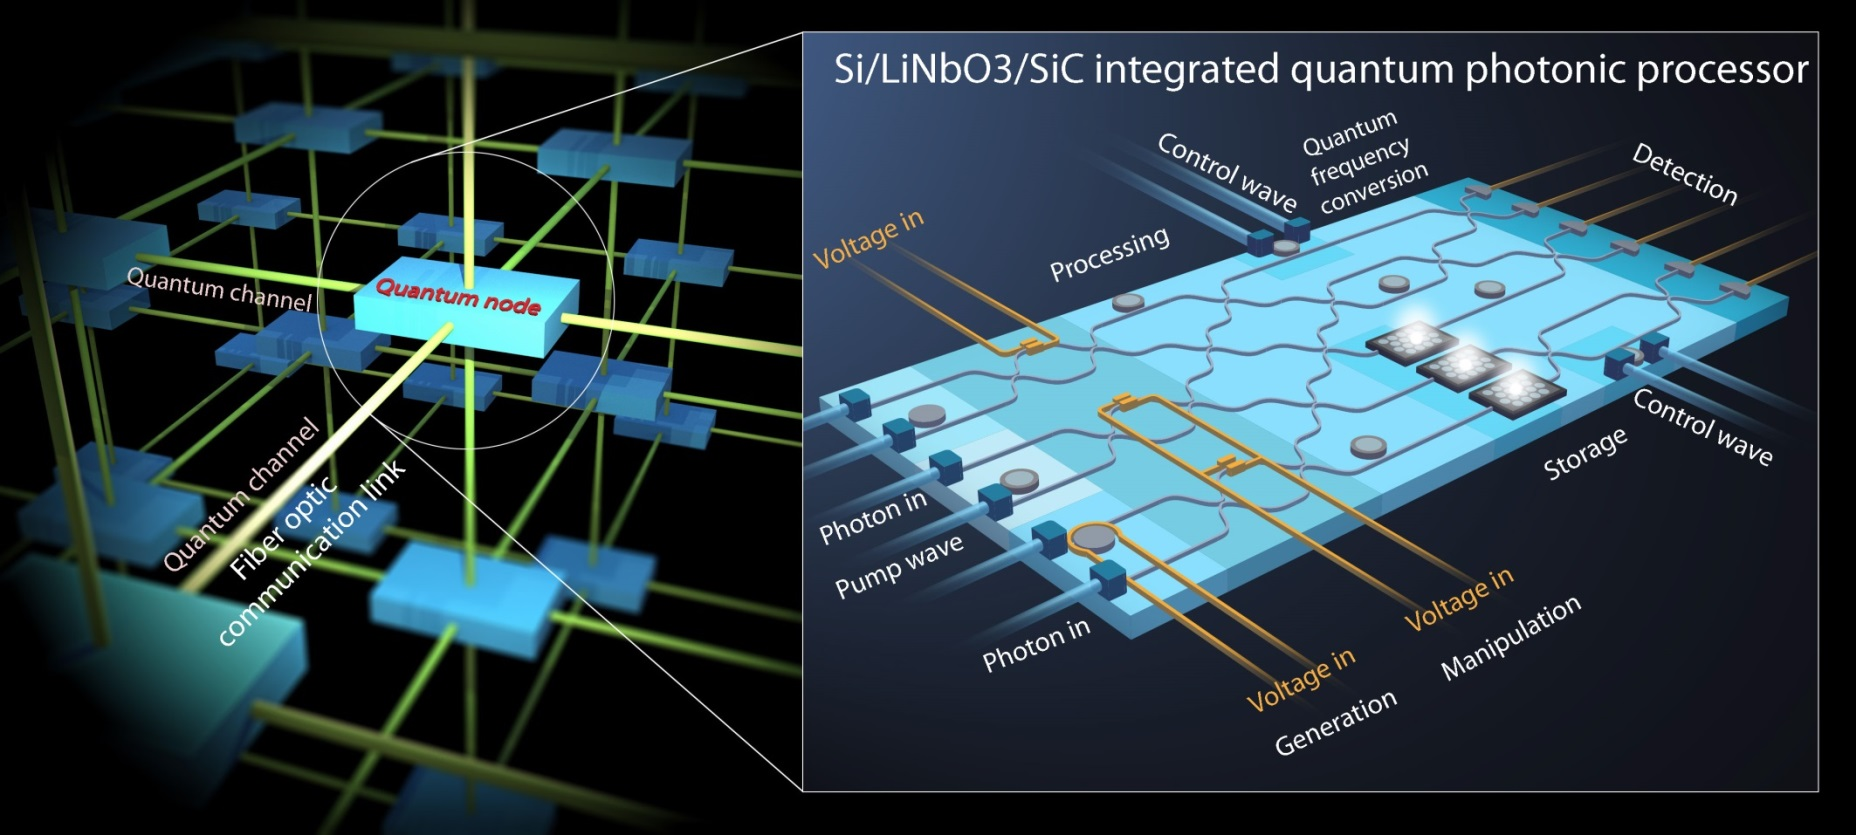 Si/LiNbO3/SiC integrated quantum photonic processor
Quantum channel
Quantum node
Quantum channel
Fiber optic
communication link
Voltage in
Processing
Control wave
Quantum
frequency
conversion
Detection
Photon in
Pump wave
Photon in
Voltage in
Generation
Voltage in
Manipulation
Storage
Control wave